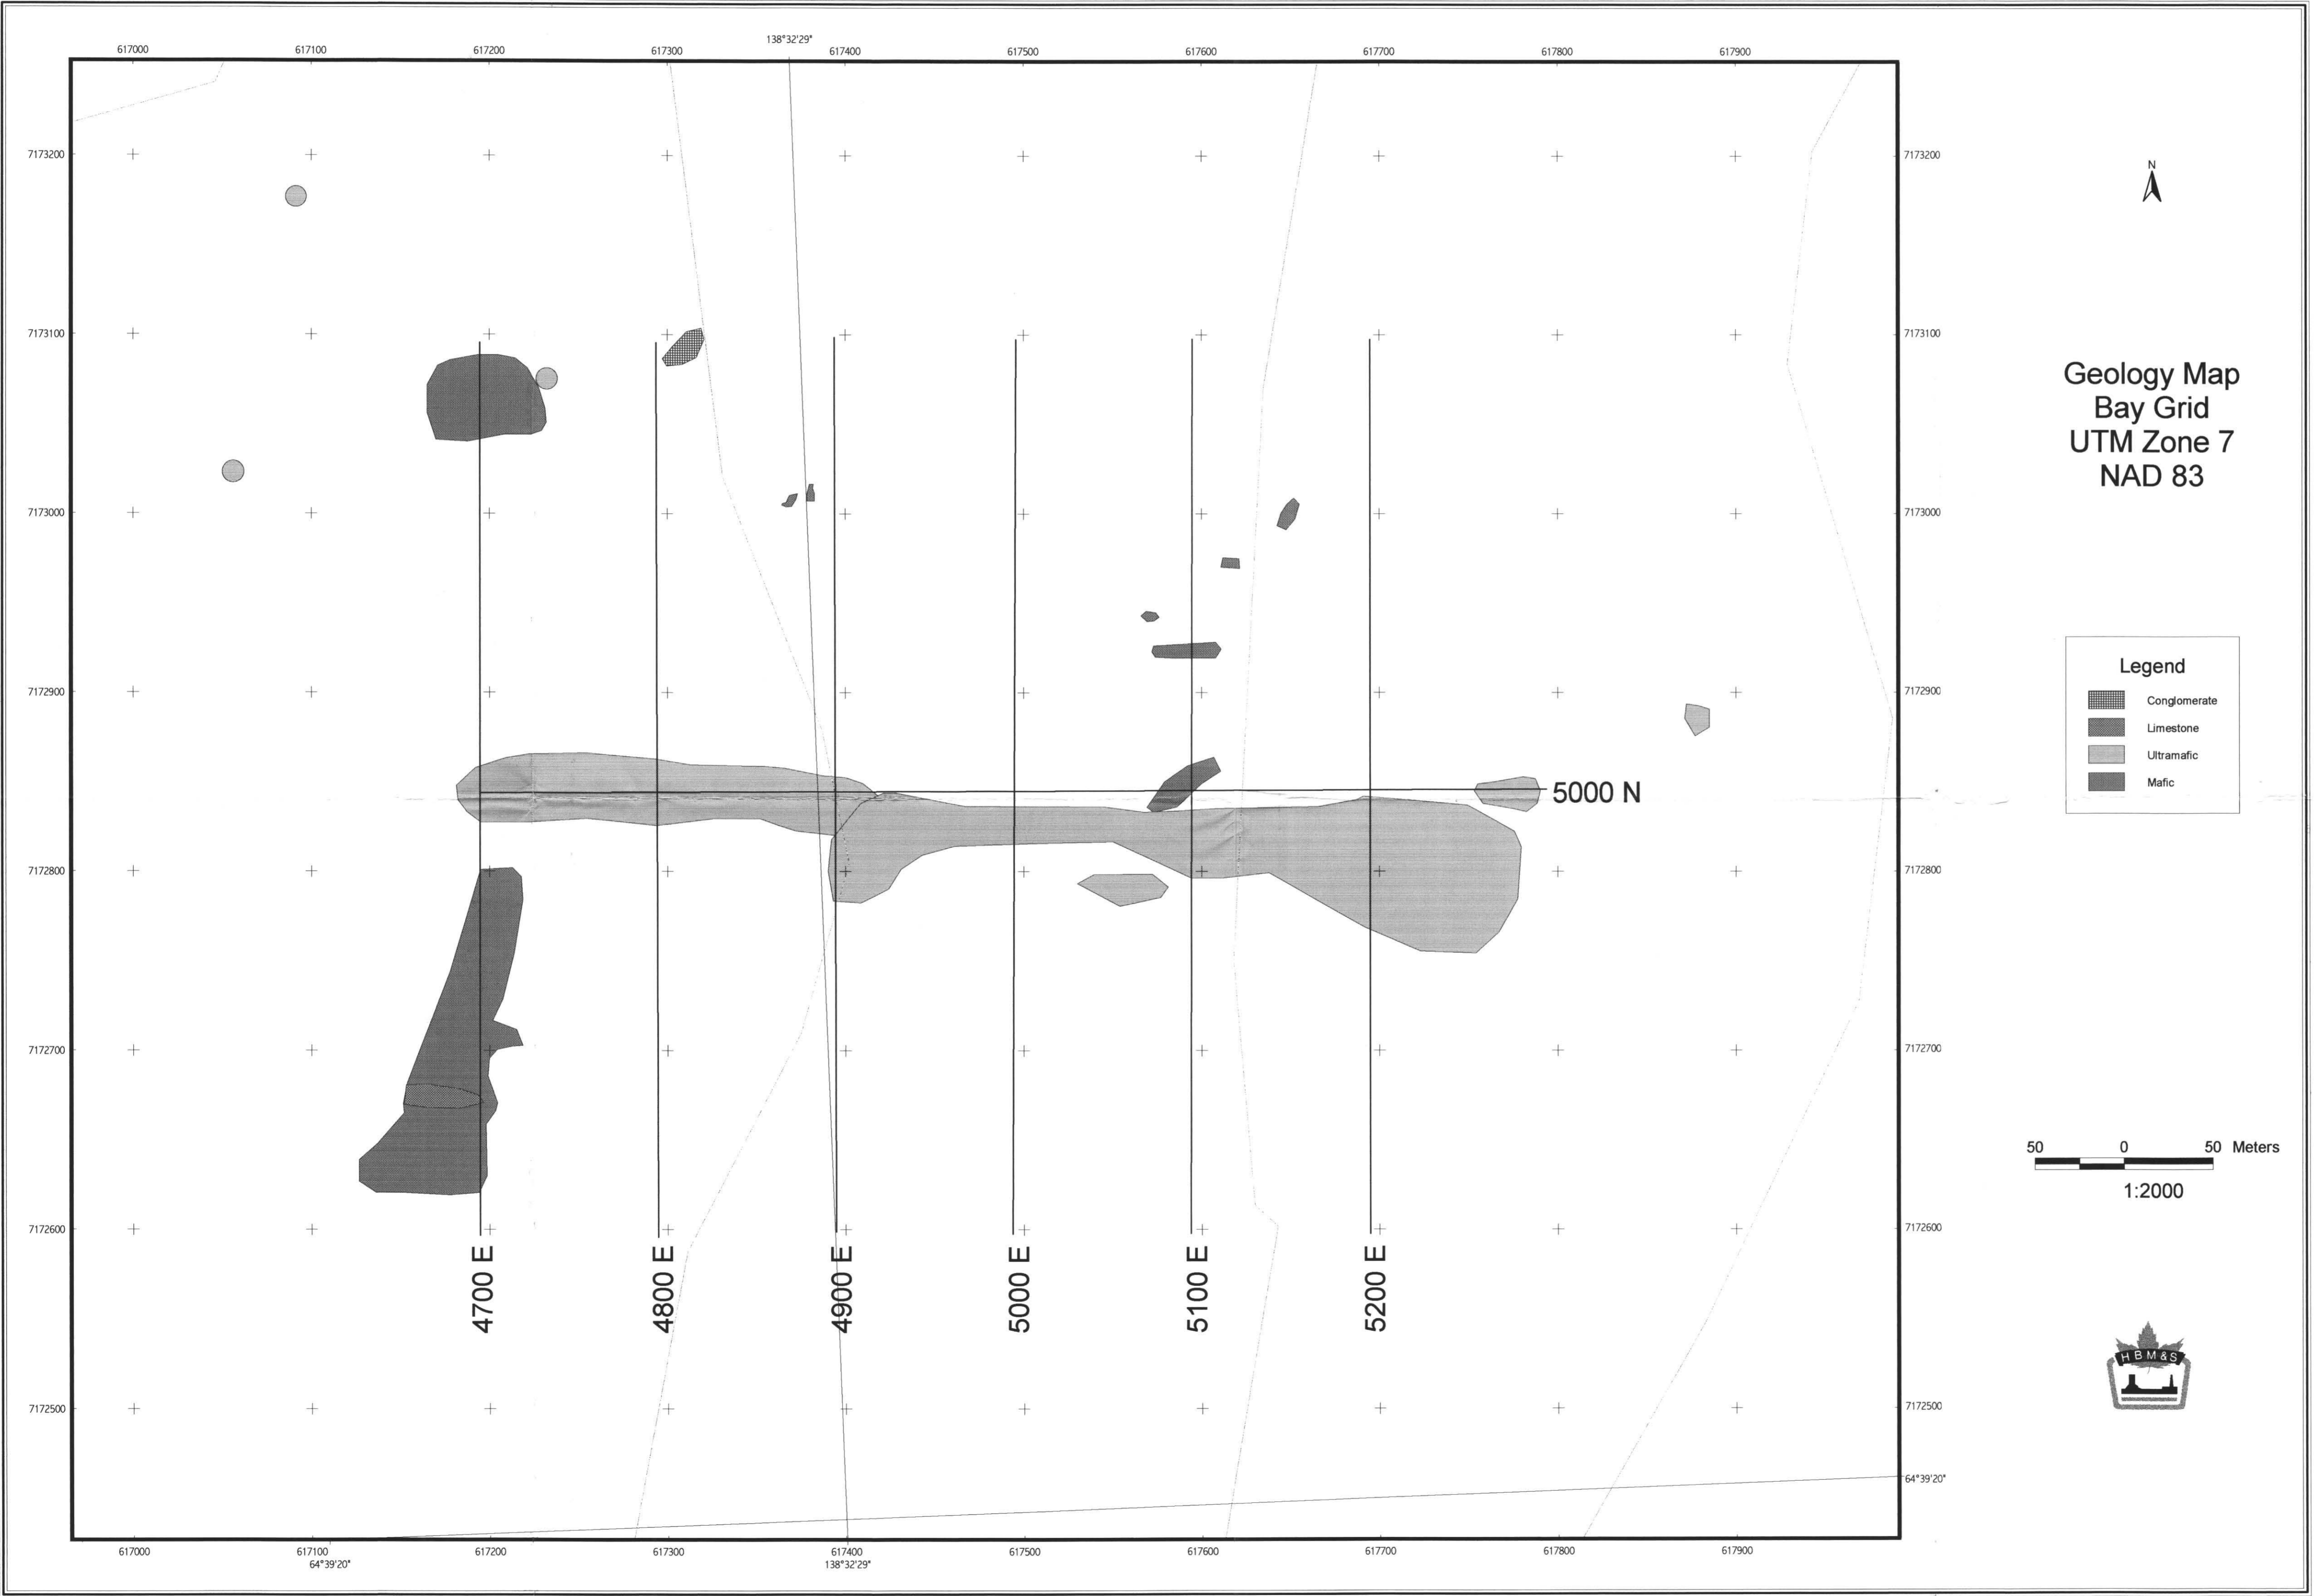 138°32'29"
617000 617100 617200 617300 617400 617500 617600 617700 617800 617900
7173200 7173200
N
7173100 7173100
Geology Map
Bay Grid
UTM Zone 7
NAD 83
7173000 7173000
7172900 7172900
Legend
Conglomerate
Limestone
Ultramafic
Mafic
5000 N
7172800 7172800
7172700 7172700
50 0 50 Meters
1:2000
7172600 7172600
4700 E
4800 E
4900 E
5000 E
5100 E
5200 E
HBM&S
7172500 7172500
64°39'20"
617000 617100 617200 617300 617400 617500 617600 617700 617800 617900
64°39'20" 138°32'29"